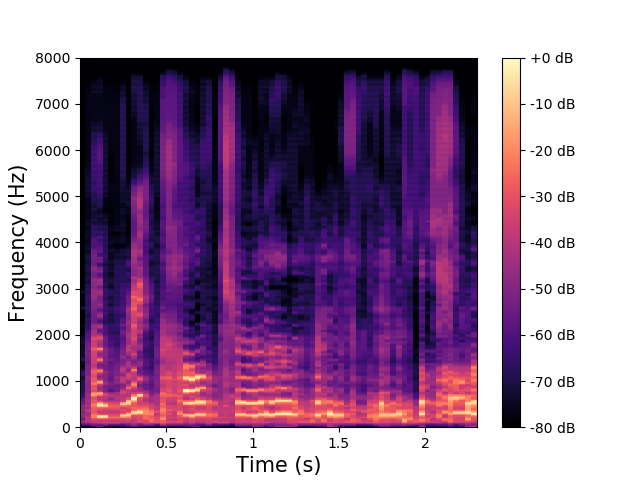 8000
7000
6000
5000
4000
3000
2000
1000
0
Frequency (Hz)
0
0.5
1
1.5
2
Time (s)
+0 dB
-10 dB
-20 dB
-30 dB
-40 dB
-50 dB
-60 dB
-70 dB
-80 dB